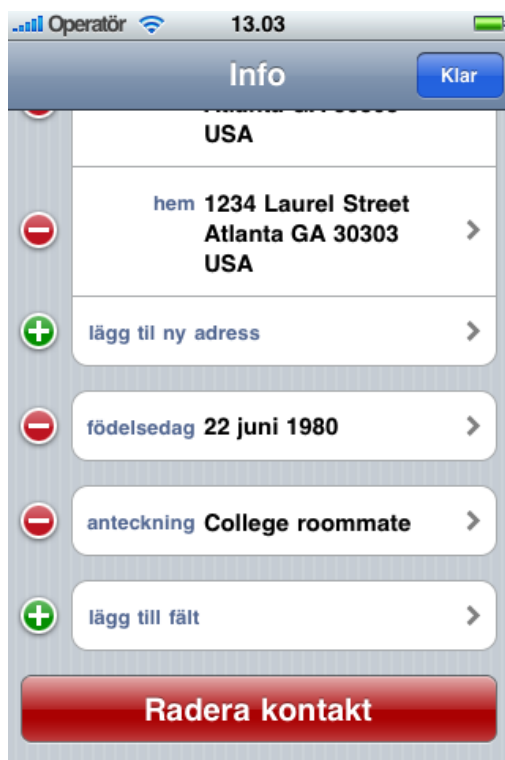 Operatör 13.03
Info
Klar
USA
hem 1234 Laurel Street
Atlanta GA 30303
USA
lägg til ny adress
födelsedag 22 juni 1980
anteckning College roommate
lägg till fält
Radera kontakt